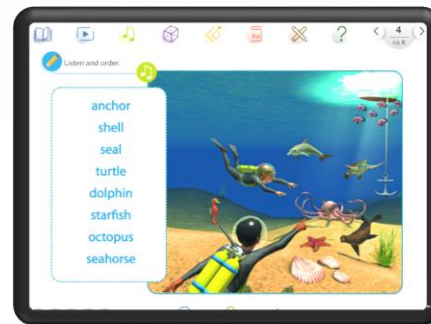 4
Listen and order.
anchor
shell
seal
turtle
dolphin
starfish
octopus
seahorse